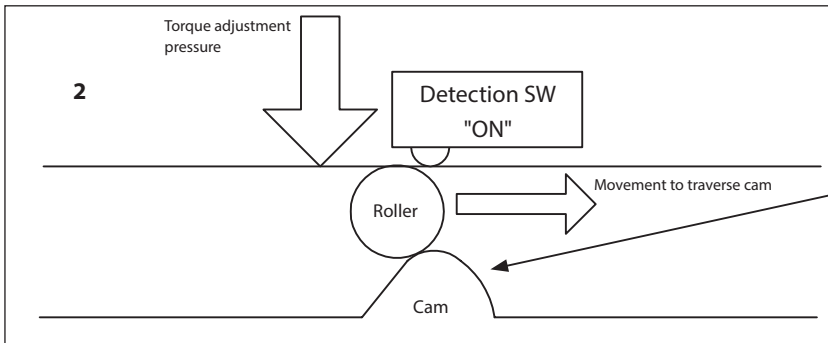 Torque adjustment
pressure
2
Detection SW
"ON"
Movement to traverse cam
Roller
Cam